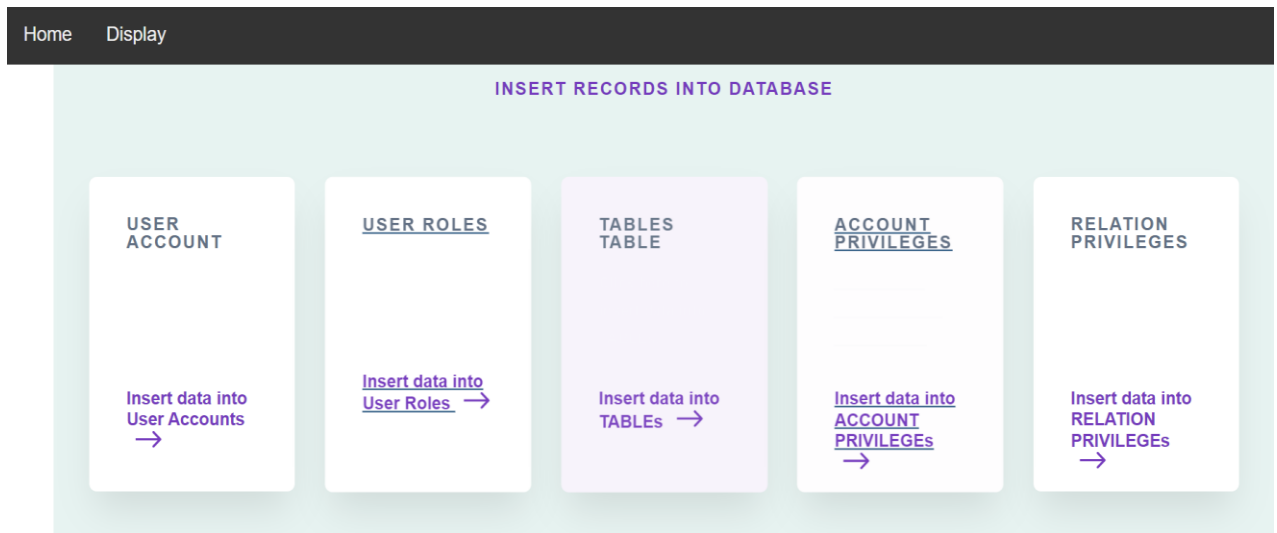 Home Display
INSERT RECORDS INTO DATABASE
USER
ACCOUNT
Insert data into
User Accounts
USER ROLES
Insert data into
User Roles
TABLES
TABLE
Insert data into
TABLEs
ACCOUNT
PRIVILEGES
Insert data into
ACCOUNT
PRIVILEGEs
RELATION
PRIVILEGES
Insert data into
RELATION
PRIVILEGEs